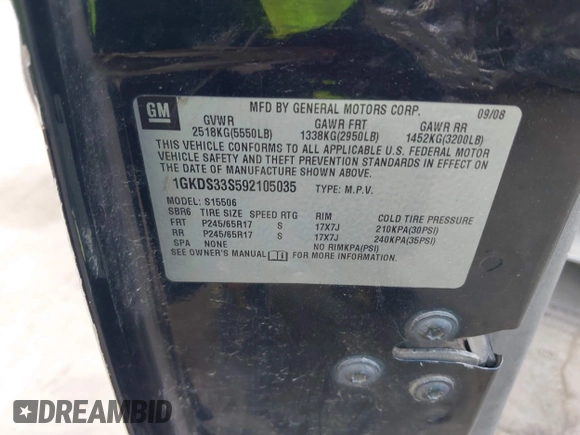 GM
MFD BY GENERAL MOTORS CORP. 09/08
GVWR GAWR FRT GAWR RR
2518KG(5550LB) 1338KG(2950LB) 1452KG(3200LB)
THIS VEHICLE CONFORMS TO ALL APPLICABLE U.S. FEDERAL MOTOR
VEHICLE SAFETY AND THEFT PREVENTION STANDARDS IN EFFECT ON
THE DATE OF MANUFACTURE SHOWN ABOVE.
1GKDS33S592105035 TYPE: M.P.V.
MODEL: S15506
SBR6 TIRE SIZE SPEED RTG RIM COLD TIRE PRESSURE
FRT P245/65R17 S 17X7J 210KPA(30PSI)
RR P245/65R17 S 17X7J 240KPA(35PSI)
SPA NONE NO RIMKPA(PSI)
SEE OWNER'S MANUAL FOR MORE INFORMATION.
DREAMBID